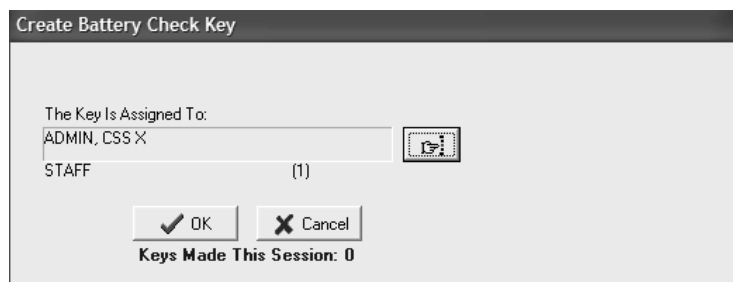 Create Battery Check Key
The Key Is Assigned To:
ADMIN, CSS X
STAFF (1)
OK Cancel
Keys Made This Session: 0